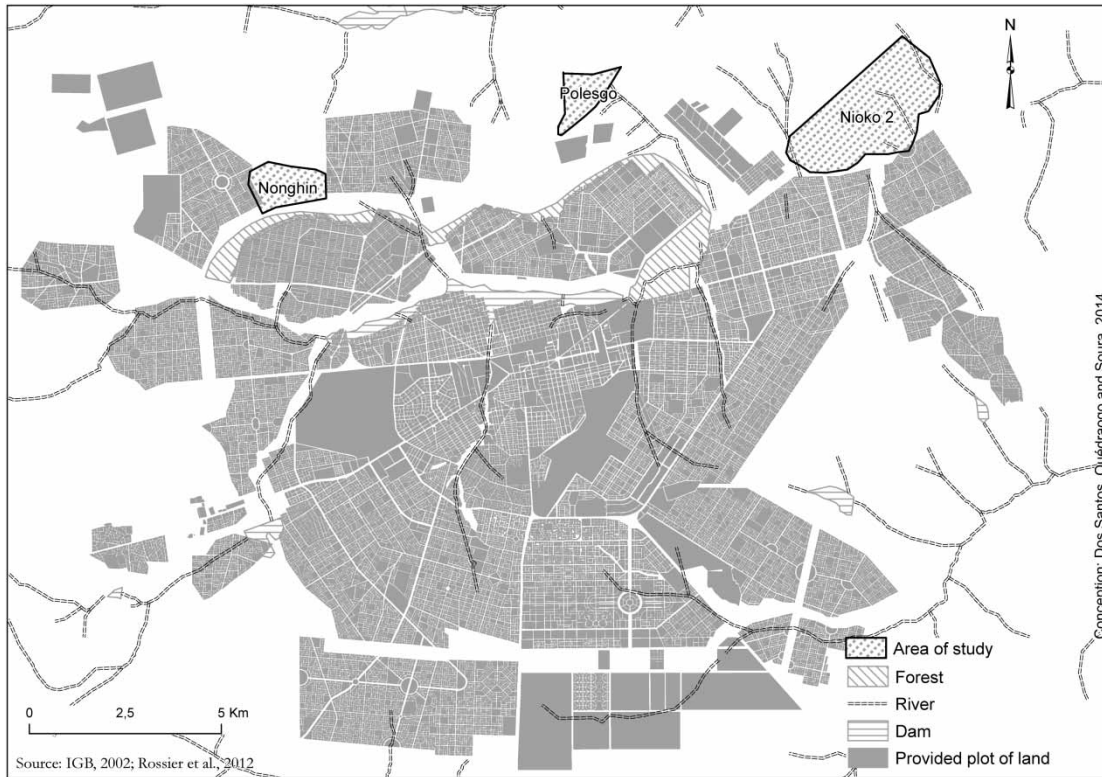 N
Polesgo
Nioko 2
Nonghin
Conception: Dos Santos, Ouédraogo and Soura, 2014
Area of study
Forest
River
Dam
Provided plot of land
0 2,5 5 Km
Source: IGB, 2002; Rossier et al., 2012